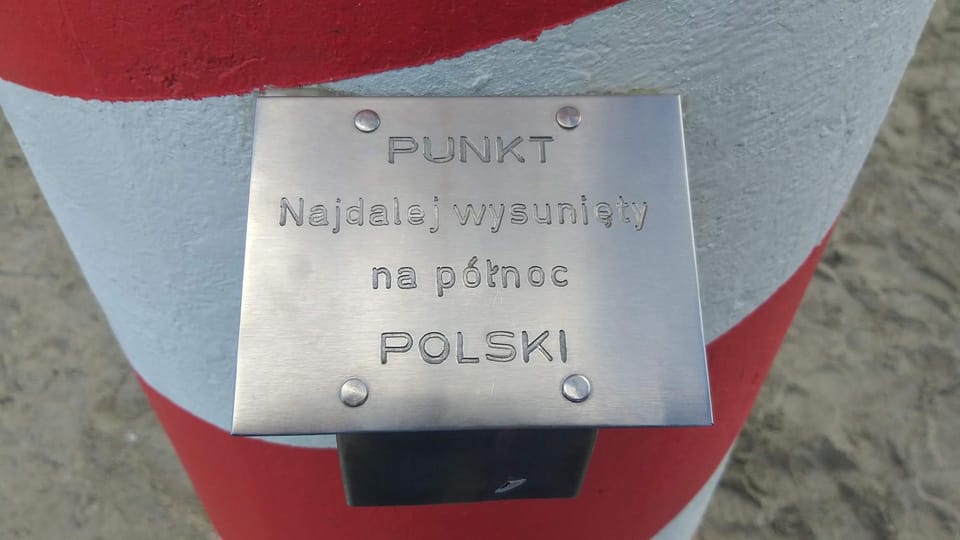 PUNKT
Najdalej wysunięty
na północ
POLSKI